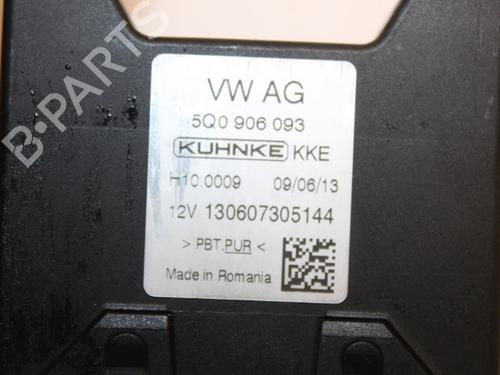 VW AG
5Q0 906 093
KUHNKE KKE
H10.0009 09/06/13
12V 130607305144
> PBT.PUR <
Made in Romania
B-PARTS